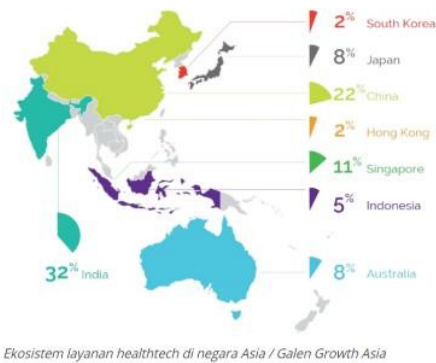 2% South Korea
8% Japan
22% China
2% Hong Kong
11% Singapore
5% Indonesia
32% India
8% Australia
Ekosistem layanan healthtech di negara Asia / Galen Growth Asia